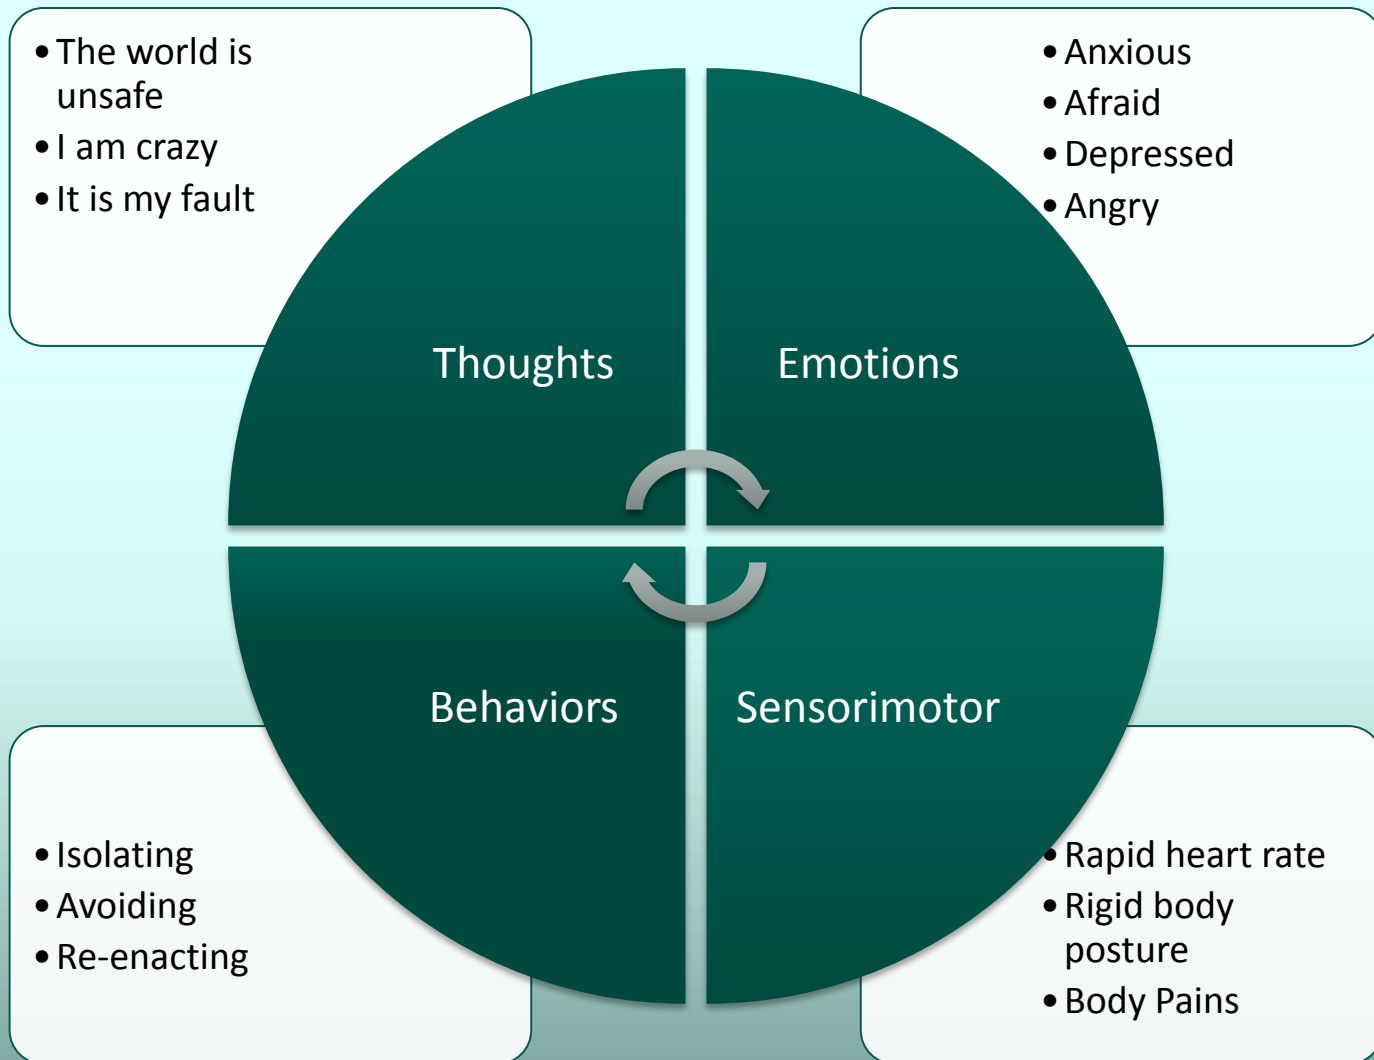 • The world is
unsafe
• I am crazy
• It is my fault
• Anxious
• Afraid
• Depressed
• Angry
Thoughts
Emotions
Behaviors
Sensorimotor
• Isolating
• Avoiding
• Re-enacting
• Rapid heart rate
• Rigid body
posture
• Body Pains